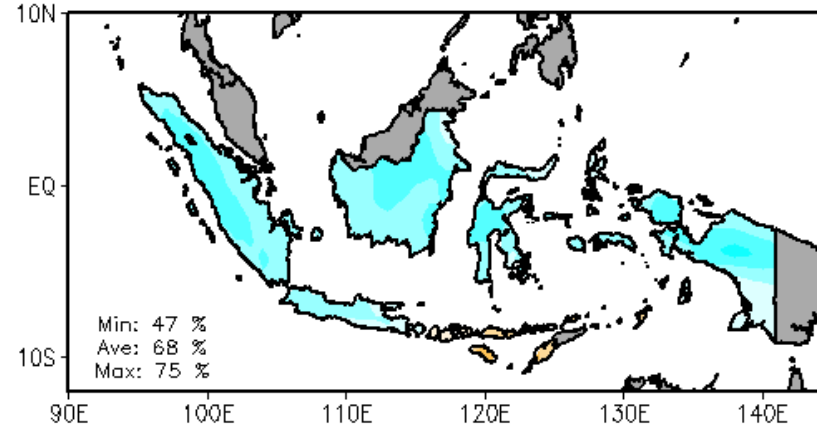 10N
EQ
Min: 47 %
Ave: 68 %
Max: 75 %
10S
90E 100E 110E 120E 130E 140E